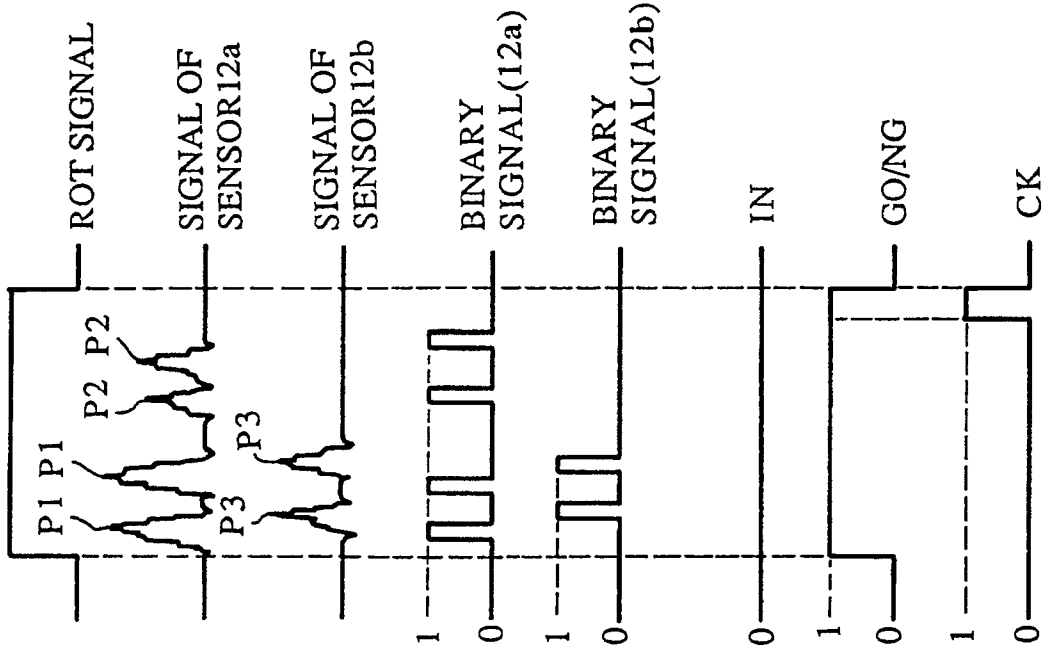 ROT SIGNAL
P1
P1
P2
P2
SIGNAL OF
SENSOR12a
P3
P3
SIGNAL OF
SENSOR12b
1
0
BINARY
SIGNAL(12a)
1
0
BINARY
SIGNAL(12b)
0
IN
1
0
GO/NG
1
0
CK